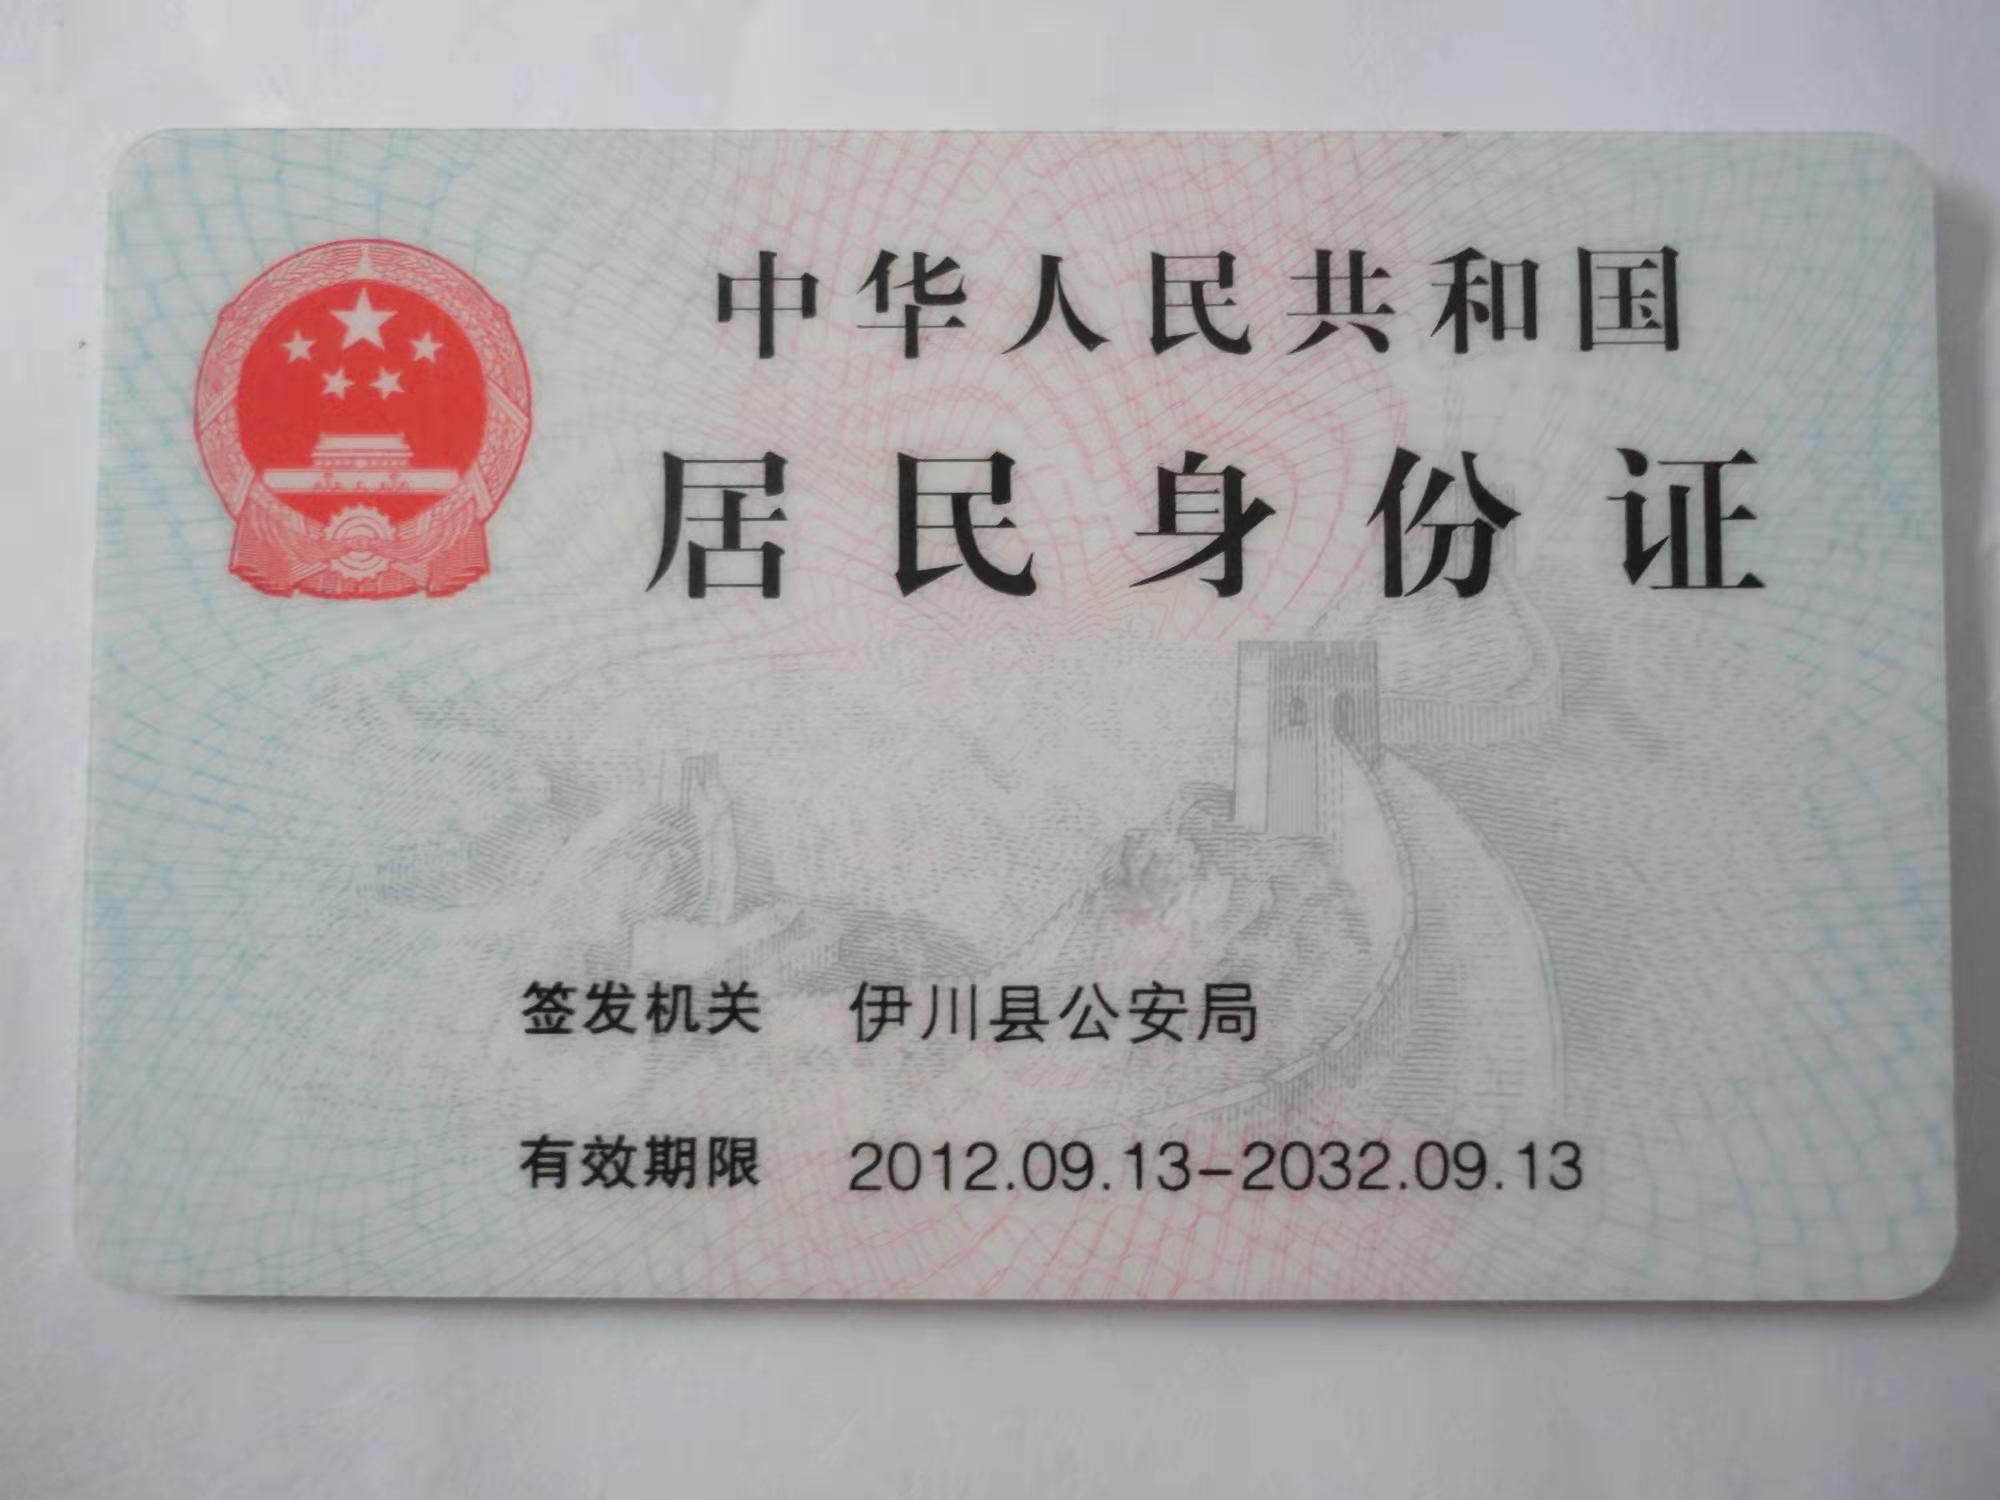 中华人民共和国
居民身份证
签发机关 伊川县公安局
有效期限 2012.09.13-2032.09.13